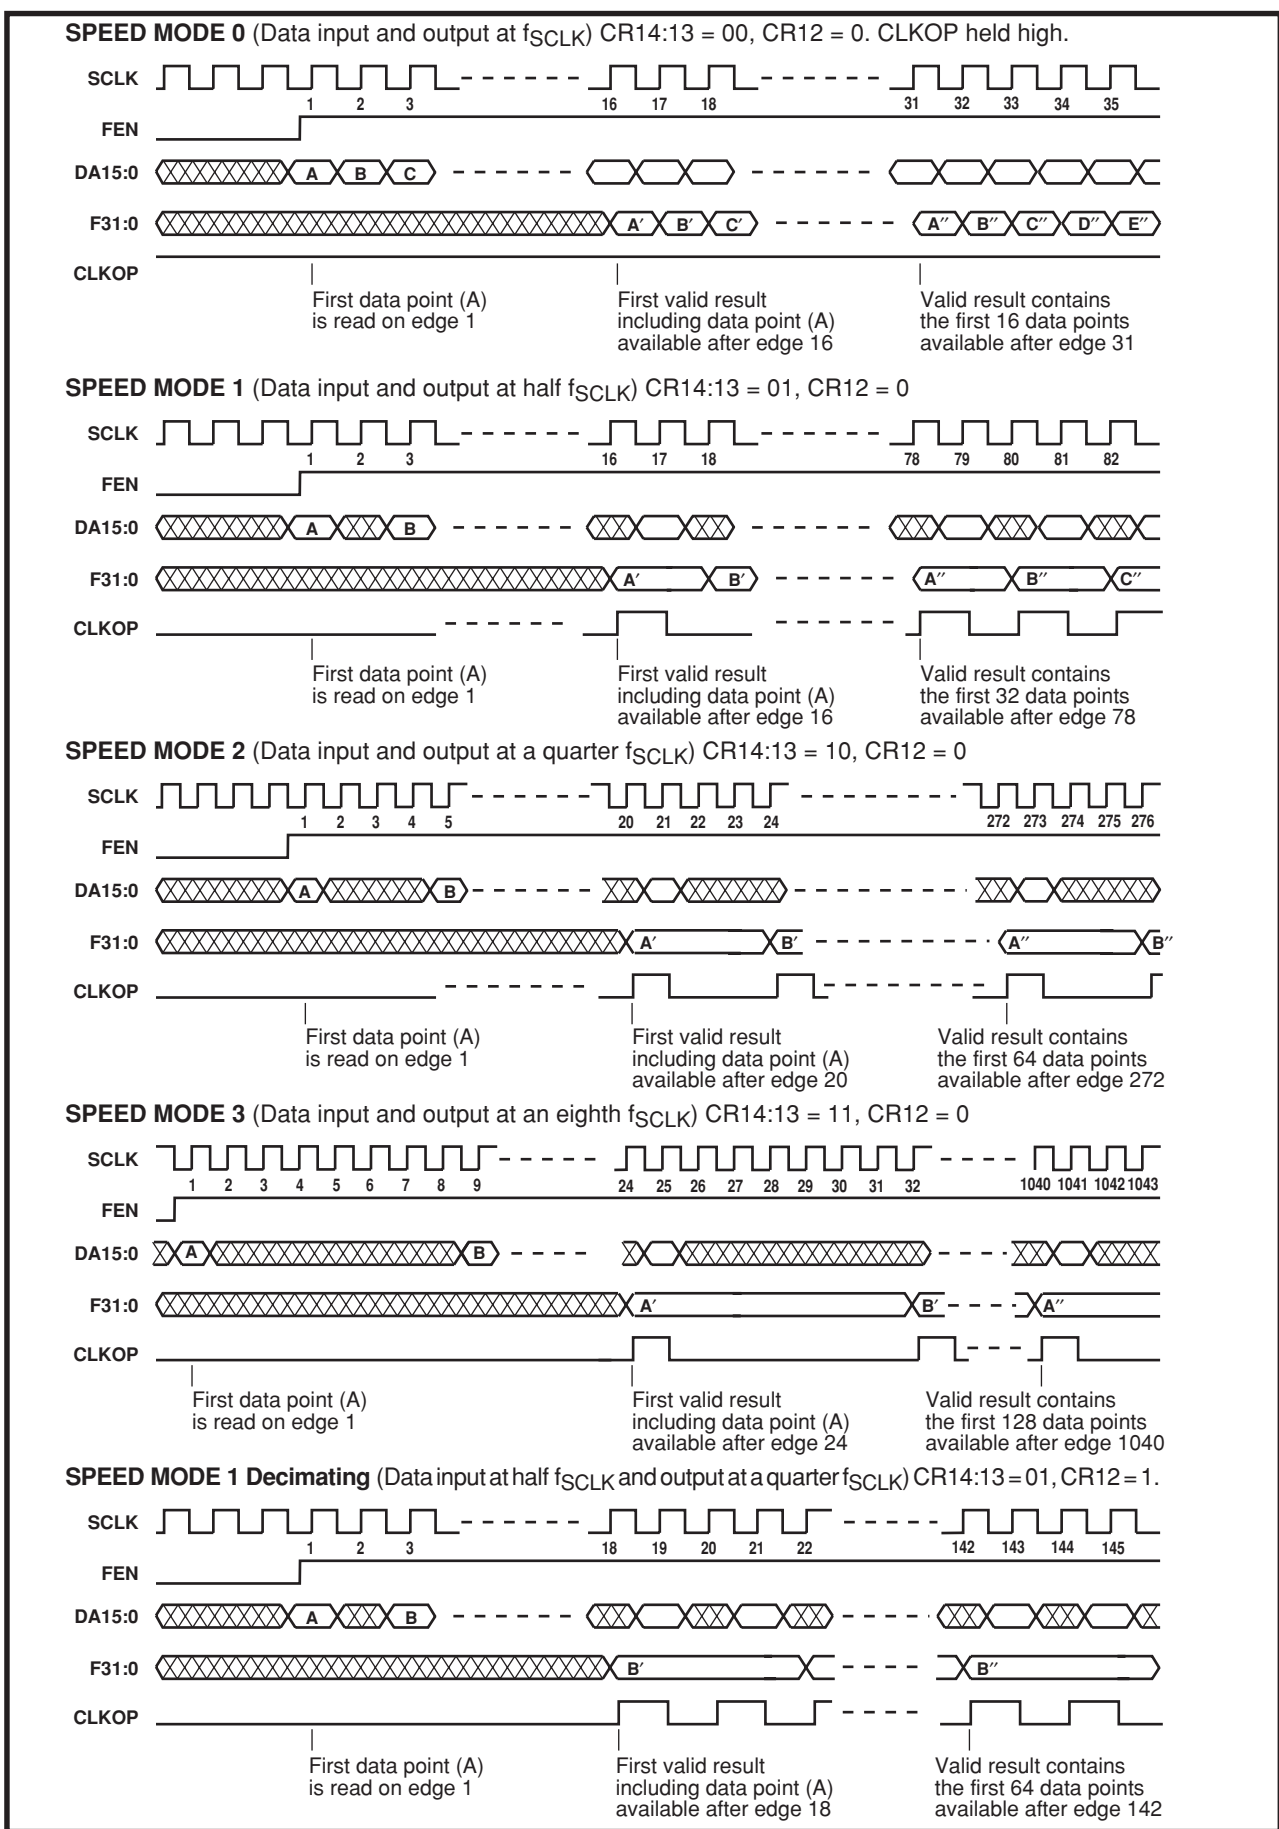 SPEED MODE 0 (Data input and output at fSCLK) CR14:13 = 00, CR12 = 0. CLKOP held high.
SCLK
1 2 3 16 17 18 31 32 33 34 35
FEN
DA15:0 A B C
F31:0 A′ B′ C′ A″ B″ C″ D″ E″
CLKOP
First data point (A)
is read on edge 1
First valid result
including data point (A)
available after edge 16
Valid result contains
the first 16 data points
available after edge 31
SPEED MODE 1 (Data input and output at half fSCLK) CR14:13 = 01, CR12 = 0
SCLK
1 2 3 16 17 18 78 79 80 81 82
FEN
DA15:0 A B
F31:0 A′ B′ A″ B″ C″
CLKOP
First data point (A)
is read on edge 1
First valid result
including data point (A)
available after edge 16
Valid result contains
the first 32 data points
available after edge 78
SPEED MODE 2 (Data input and output at a quarter fSCLK) CR14:13 = 10, CR12 = 0
SCLK
1 2 3 4 5 20 21 22 23 24 272 273 274 275 276
FEN
DA15:0 A B
F31:0 A′ B′ A″ B″
CLKOP
First data point (A)
is read on edge 1
First valid result
including data point (A)
available after edge 20
Valid result contains
the first 64 data points
available after edge 272
SPEED MODE 3 (Data input and output at an eighth fSCLK) CR14:13 = 11, CR12 = 0
SCLK
1 2 3 4 5 6 7 8 9 24 25 26 27 28 29 30 31 32 1040 1041 1042 1043
FEN
DA15:0 A B
F31:0 A′ B′ A″
CLKOP
First data point (A)
is read on edge 1
First valid result
including data point (A)
available after edge 24
Valid result contains
the first 128 data points
available after edge 1040
SPEED MODE 1 Decimating (Data input at half fSCLK and output at a quarter fSCLK) CR14:13 = 01, CR12 = 1.
SCLK
1 2 3 18 19 20 21 22 142 143 144 145
FEN
DA15:0 A B
F31:0 B′ B″
CLKOP
First data point (A)
is read on edge 1
First valid result
including data point (A)
available after edge 18
Valid result contains
the first 64 data points
available after edge 142